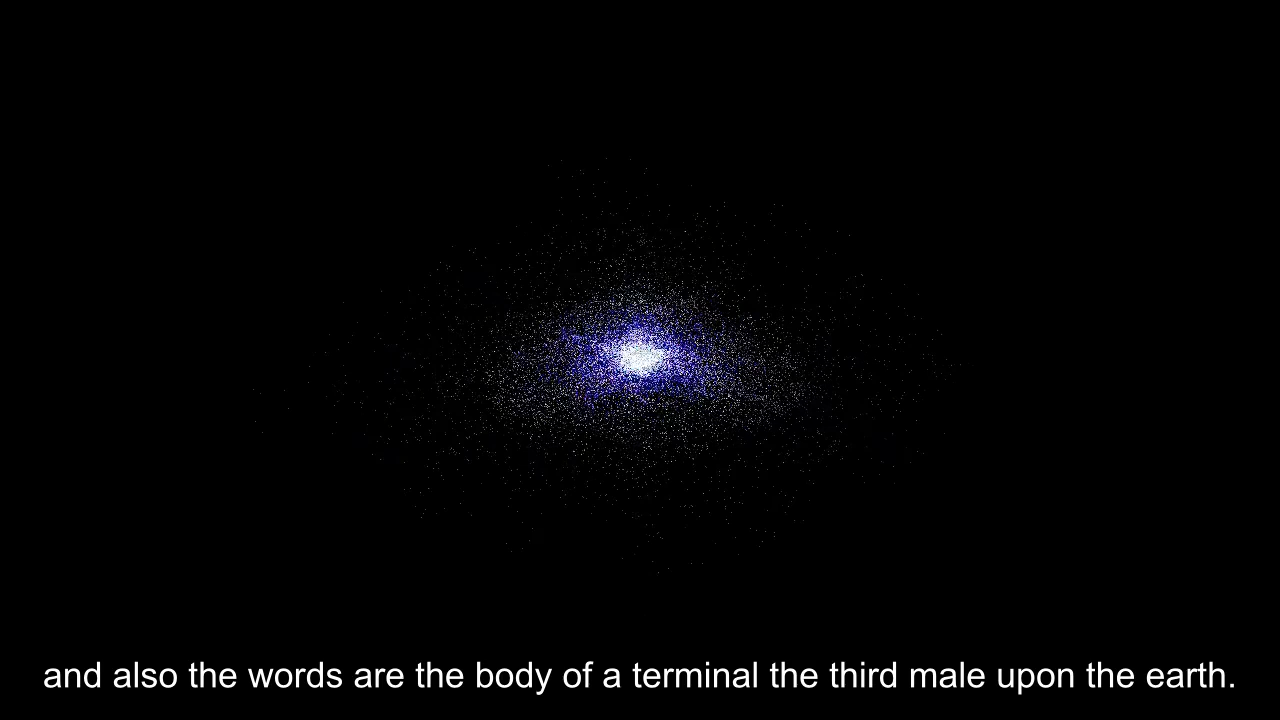 and also the words are the body of a terminal the third male upon the earth.